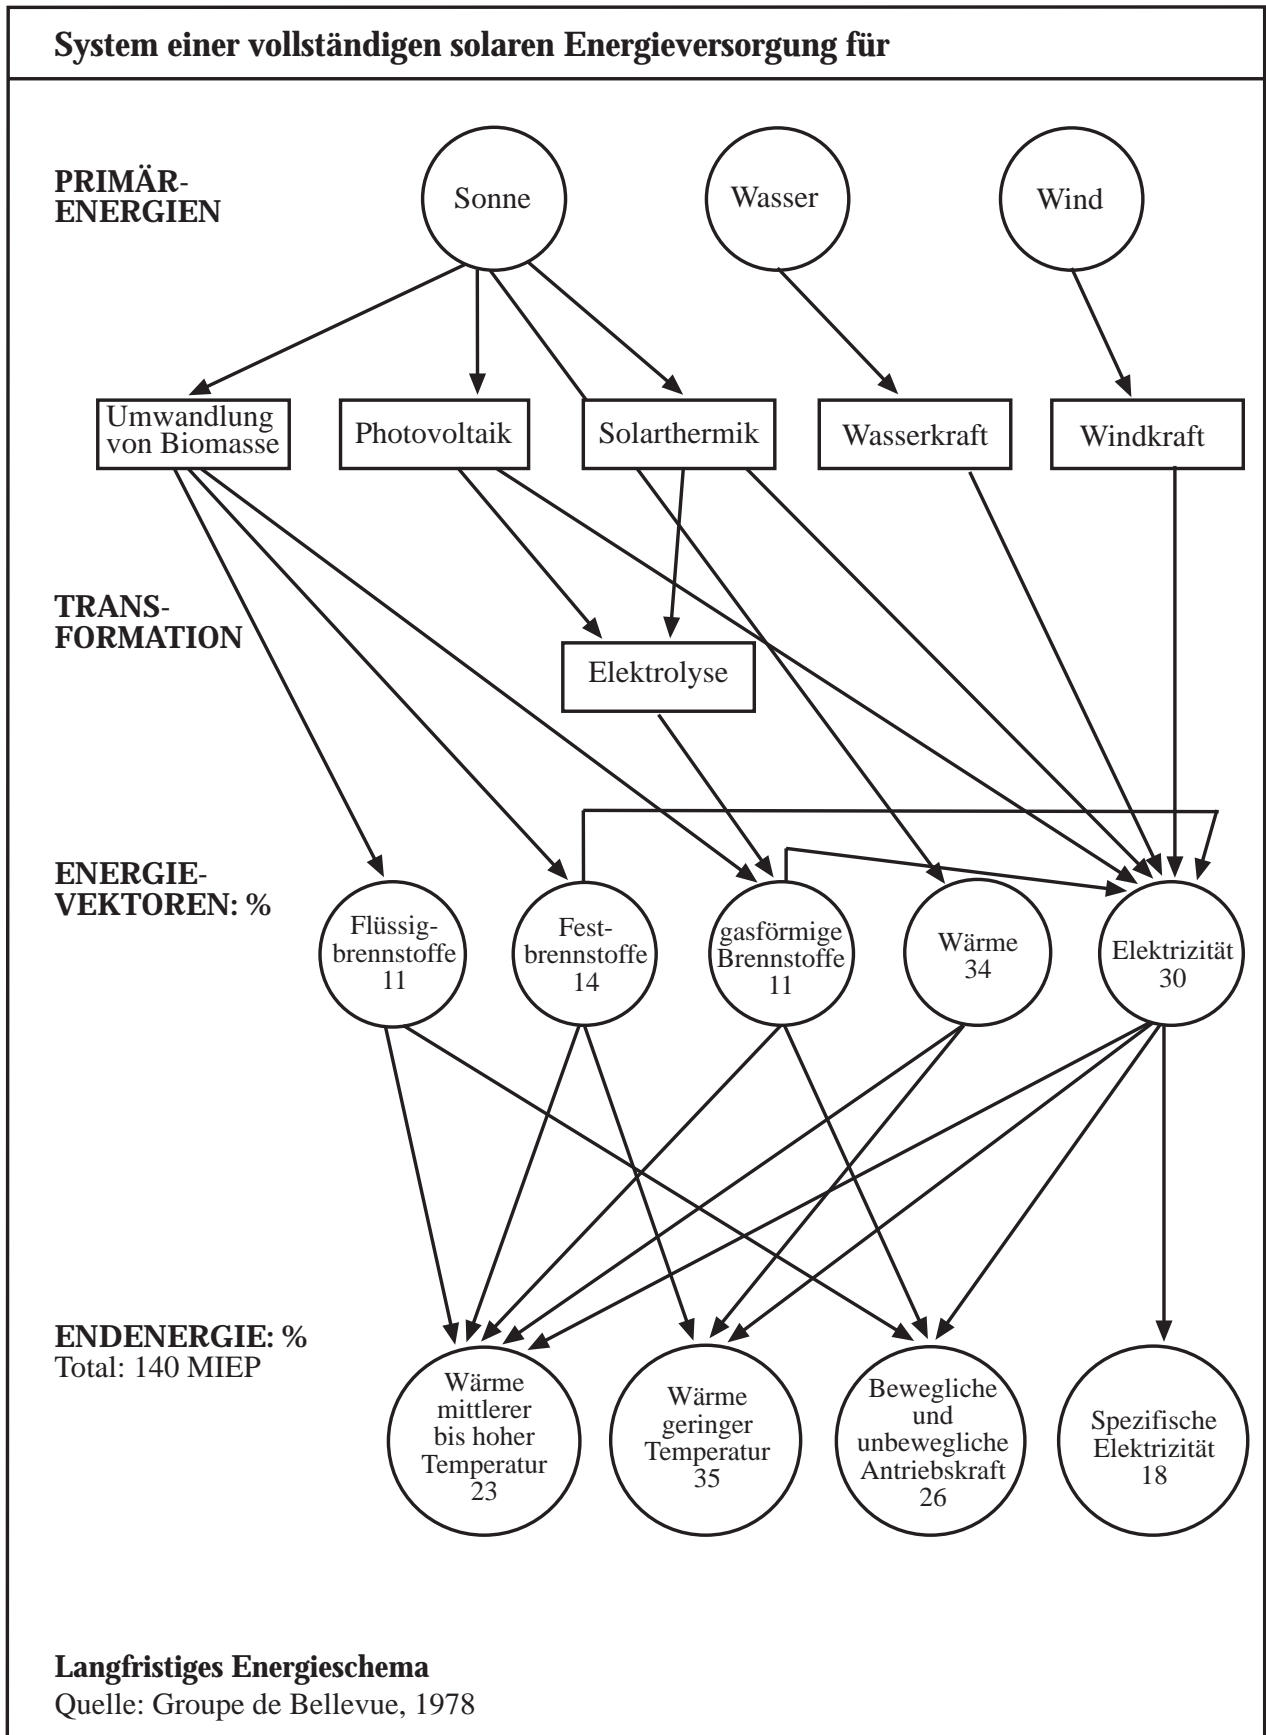 System einer vollständigen solaren Energieversorgung für
PRIMÄR-
ENERGIEN
Sonne
Wasser
Wind
Umwandlung
von Biomasse
Photovoltaik
Solarthermik
Wasserkraft
Windkraft
TRANS-
FORMATION
Elektrolyse
ENERGIE-
VEKTOREN: %
Flüssig-
brennstoffe
11
Fest-
brennstoffe
14
gasförmige
Brennstoffe
11
Wärme
34
Elektrizität
30
ENDENERGIE: %
Total: 140 MIEP
Wärme
mittlerer
bis hoher
Temperatur
23
Wärme
geringer
Temperatur
35
Bewegliche
und
unbewegliche
Antriebskraft
26
Spezifische
Elektrizität
18
Langfristiges Energieschema
Quelle: Groupe de Bellevue, 1978